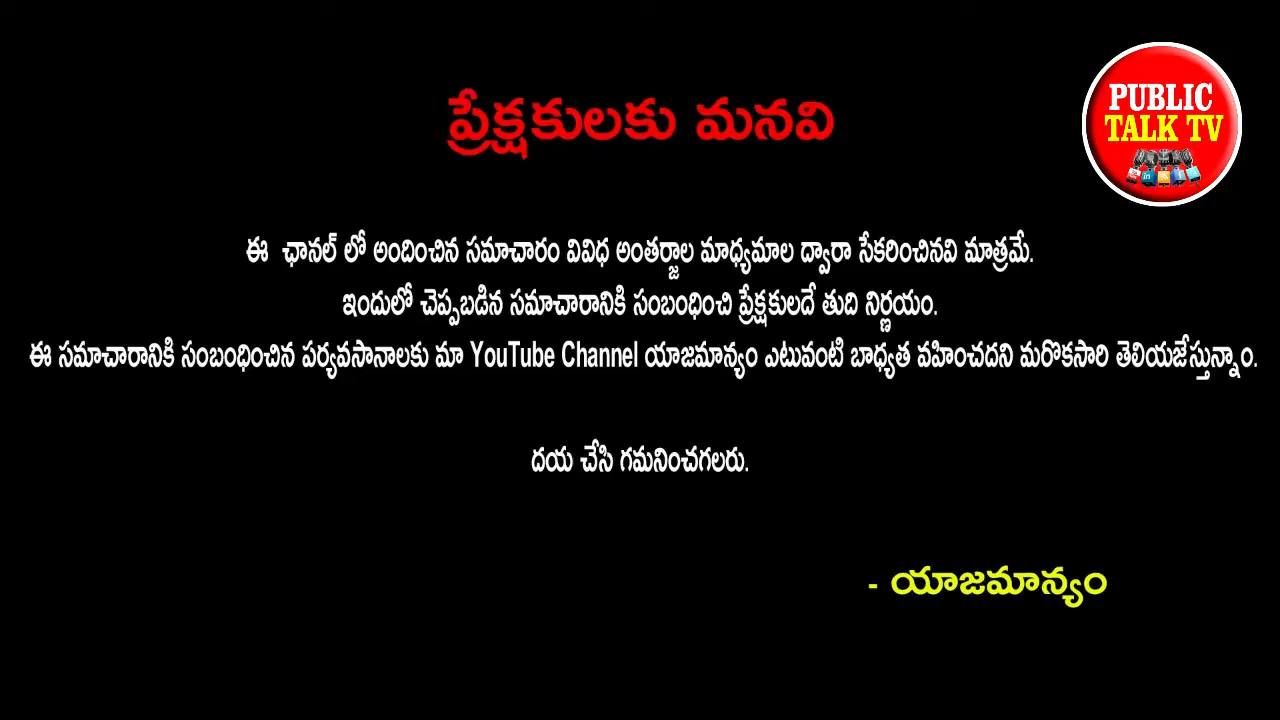 ప్రేక్షకులకు మనవి
PUBLIC
TALK TV
ఈ ఛానల్ లో అందించిన సమాచారం వివిధ అంతర్జాల మాధ్యమాల ద్వారా సేకరించినవి మాత్రమే.
ఇందులో చెప్పబడిన సమాచారానికి సంబంధించి ప్రేక్షకులదే తుది నిర్ణయం.
ఈ సమాచారానికి సంబంధించిన పర్యవసానాలకు మా YouTube Channel యాజమాన్యం ఎటువంటి బాధ్యత వహించదని మరొకసారి తెలియజేస్తున్నాం.
దయ చేసి గమనించగలరు.
- యాజమాన్యం